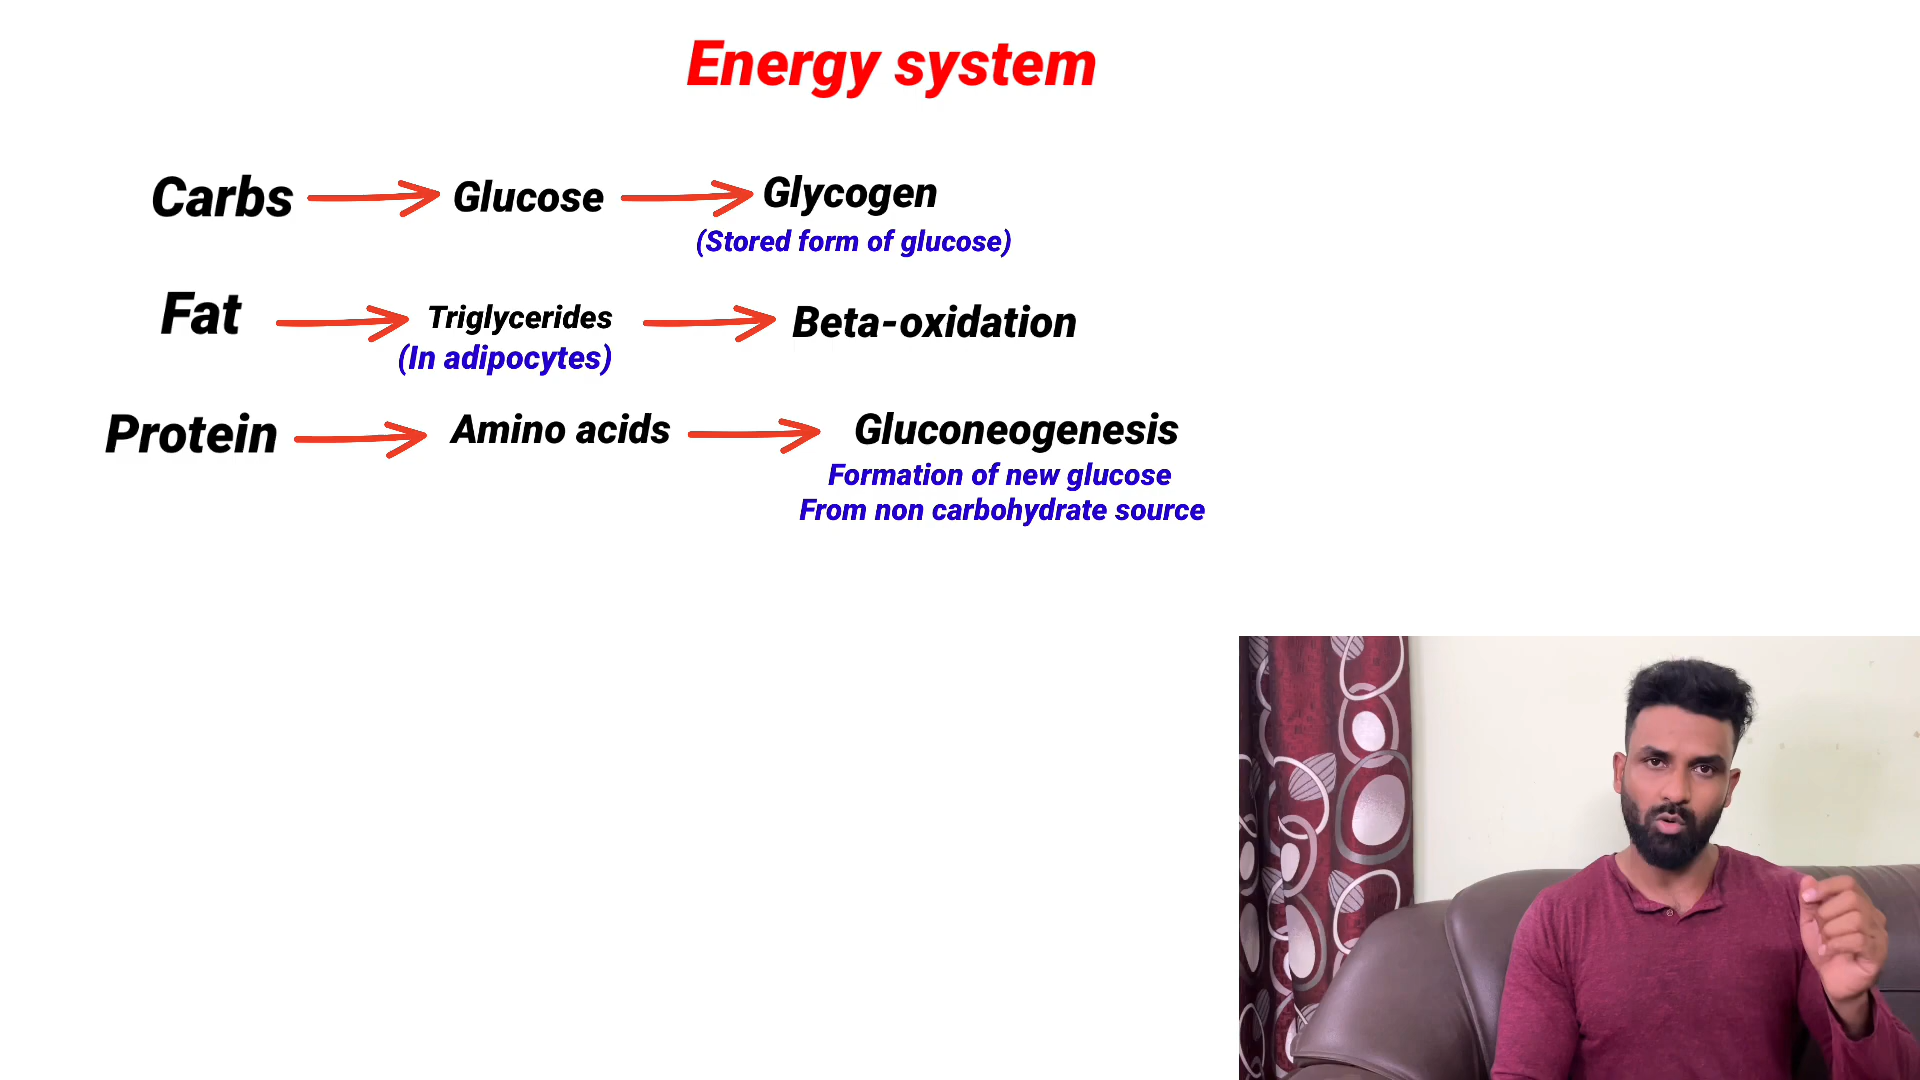 Energy system
Carbs Glucose Glycogen
(Stored form of glucose)
Fat Triglycerides Beta-oxidation
(In adipocytes)
Protein Amino acids Gluconeogenesis
Formation of new glucose
From non carbohydrate source